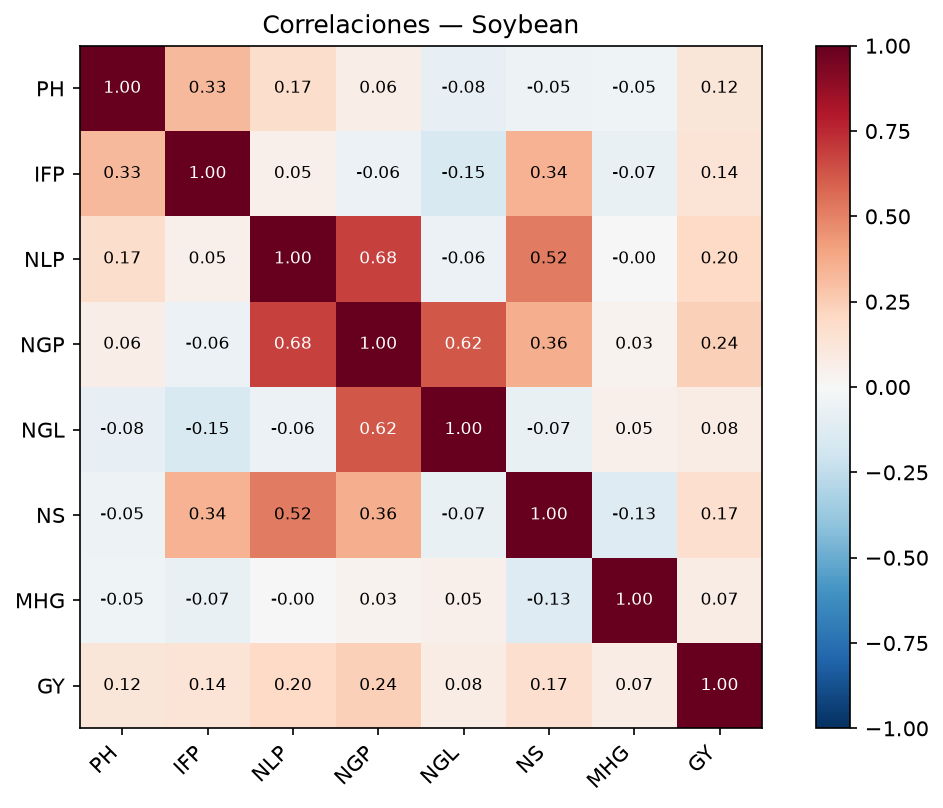 Correlaciones — Soybean
PH 1.00 0.33 0.17 0.06 -0.08 -0.05 -0.05 0.12
IFP 0.33 1.00 0.05 -0.06 -0.15 0.34 -0.07 0.14
NLP 0.17 0.05 1.00 0.68 -0.06 0.52 -0.00 0.20
NGP 0.06 -0.06 0.68 1.00 0.62 0.36 0.03 0.24
NGL -0.08 -0.15 -0.06 0.62 1.00 -0.07 0.05 0.08
NS -0.05 0.34 0.52 0.36 -0.07 1.00 -0.13 0.17
MHG -0.05 -0.07 -0.00 0.03 0.05 -0.13 1.00 0.07
GY 0.12 0.14 0.20 0.24 0.08 0.17 0.07 1.00
PH IFP NLP NGP NGL NS MHG GY
1.00
0.75
0.50
0.25
0.00
−0.25
−0.50
−0.75
−1.00